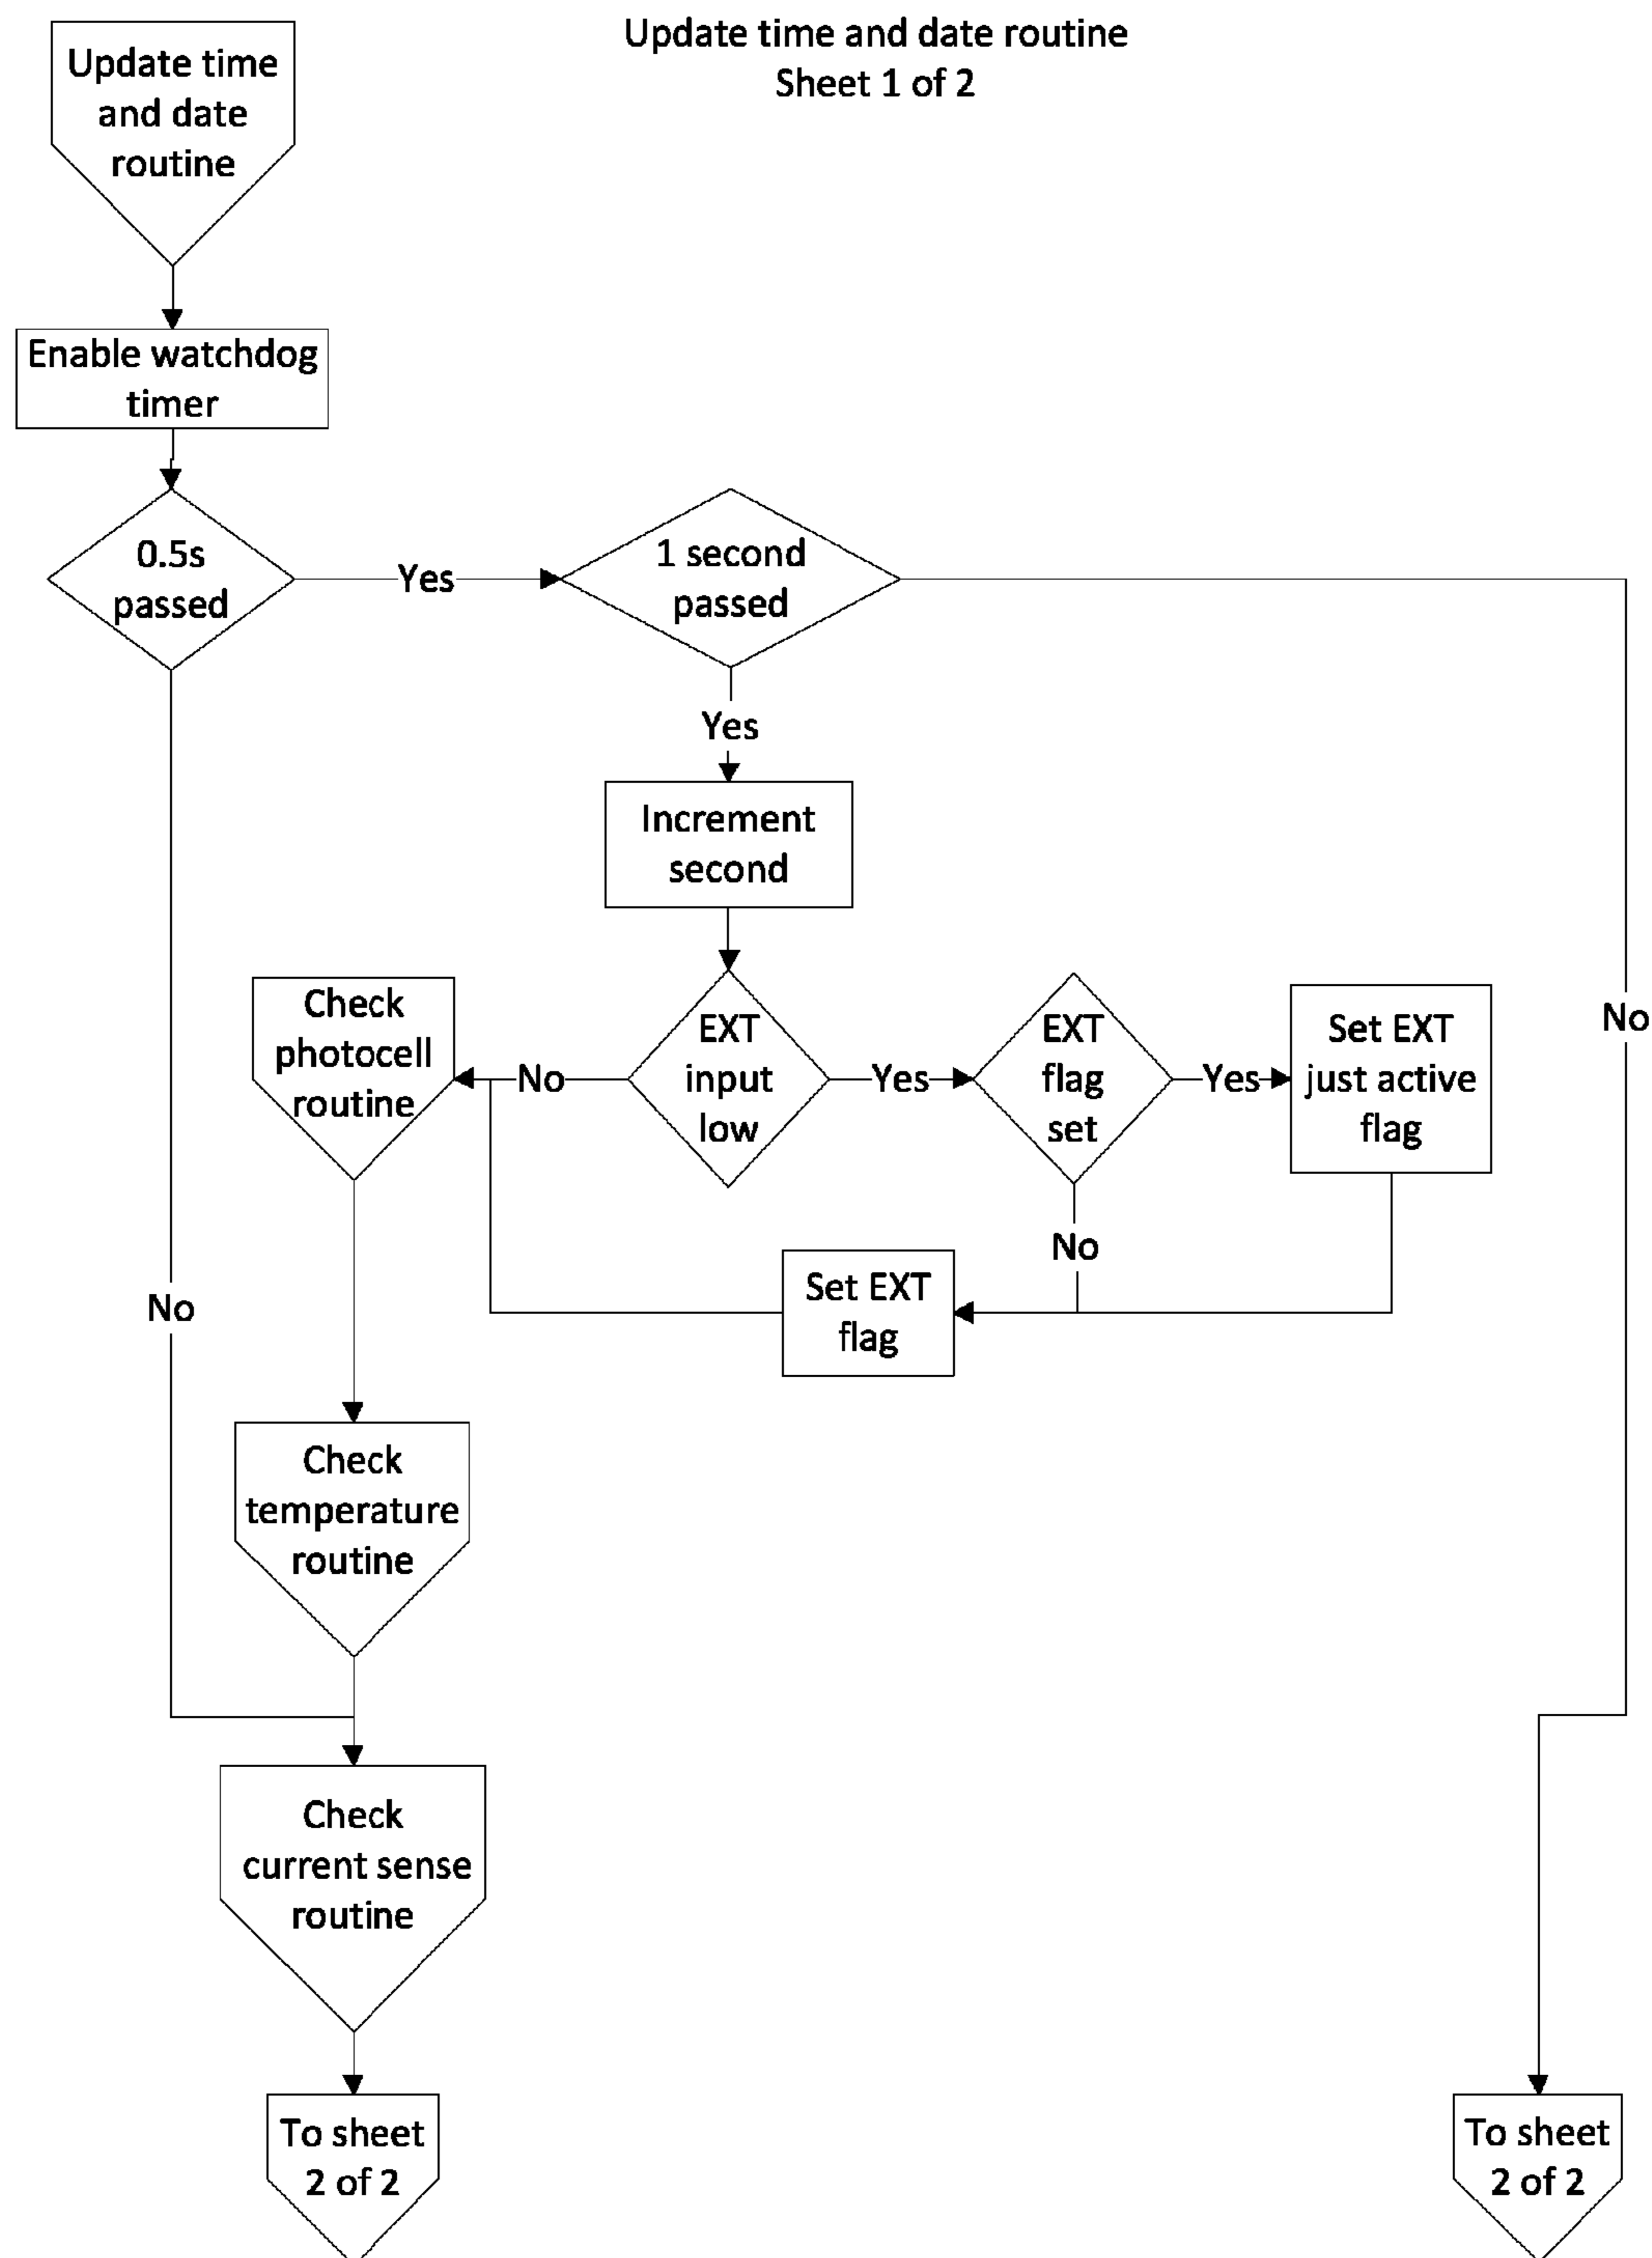 Update time and date routine
Sheet 1 of 2
Update time
and date
routine
Enable watchdog
timer
0.5s
passed
Yes
1 second
passed
Yes
Increment
second
No
Check
photocell
routine
No
EXT
input
low
Yes
EXT
flag
set
Yes
Set EXT
just active
flag
No
Set EXT
flag
No
Check
temperature
routine
Check
current sense
routine
To sheet
2 of 2
To sheet
2 of 2